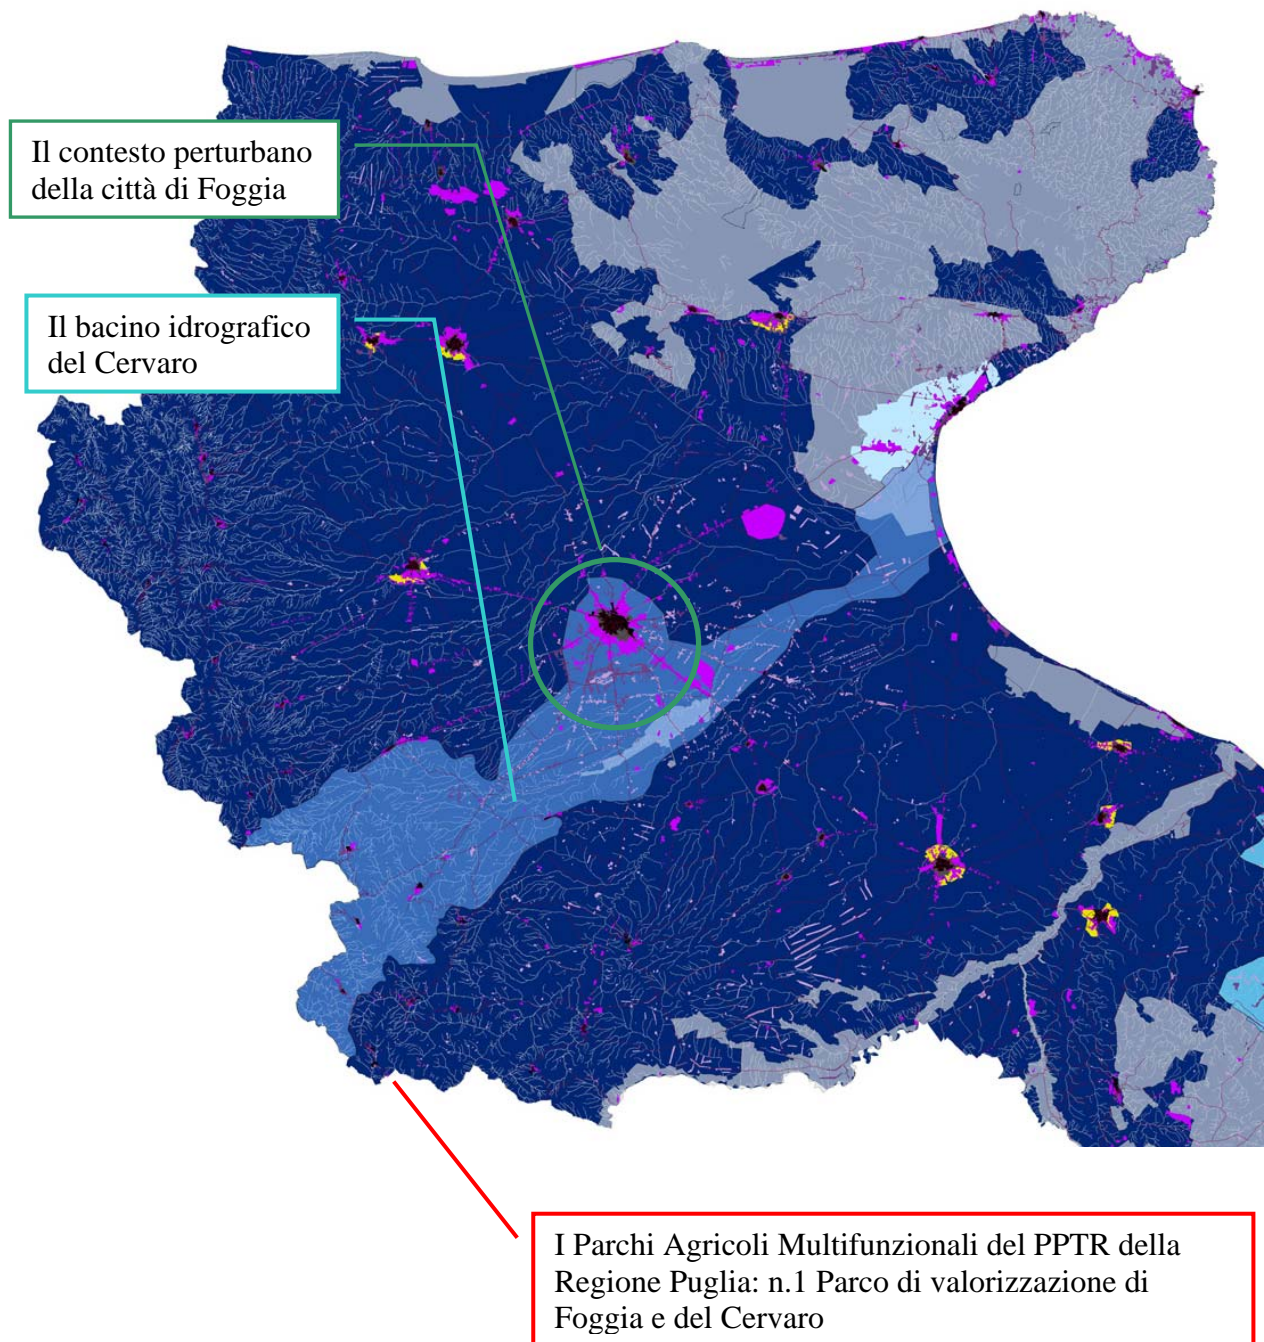 Il contesto perturbano
della città di Foggia
Il bacino idrografico
del Cervaro
I Parchi Agricoli Multifunzionali del PPTR della
Regione Puglia: n.1 Parco di valorizzazione di
Foggia e del Cervaro